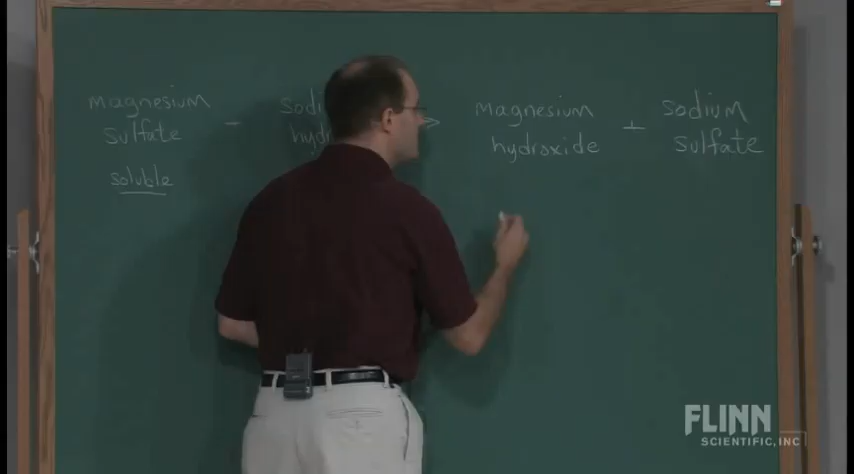 magnesium
sulfate
soluble
magnesium
hydroxide
+
sodium
sulfate
FLINN
SCIENTIFIC, INC